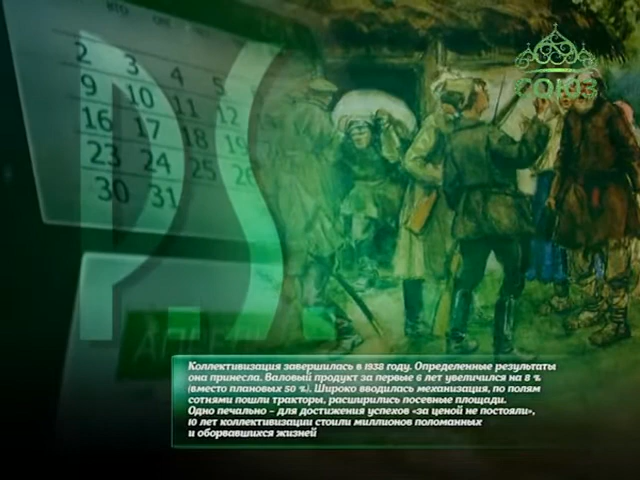 ВТО СРЕ
2 3 4 5
9 10 11 12
16 17 18 19
23 24 25 26
30 31
P.S
СОЮЗ
Коллективизация завершилась в 1938 году. Определенные результаты
она принесла. Валовый продукт за первые 6 лет увеличился на 8 %
(вместо плановых 50 %). Широко вводилась механизация, по полям
сотнями пошли тракторы, расширились посевные площади.
Одно печально – для достижения успехов «за ценой не постояли»,
10 лет коллективизации стоили миллионов поломанных
и оборвавшихся жизней